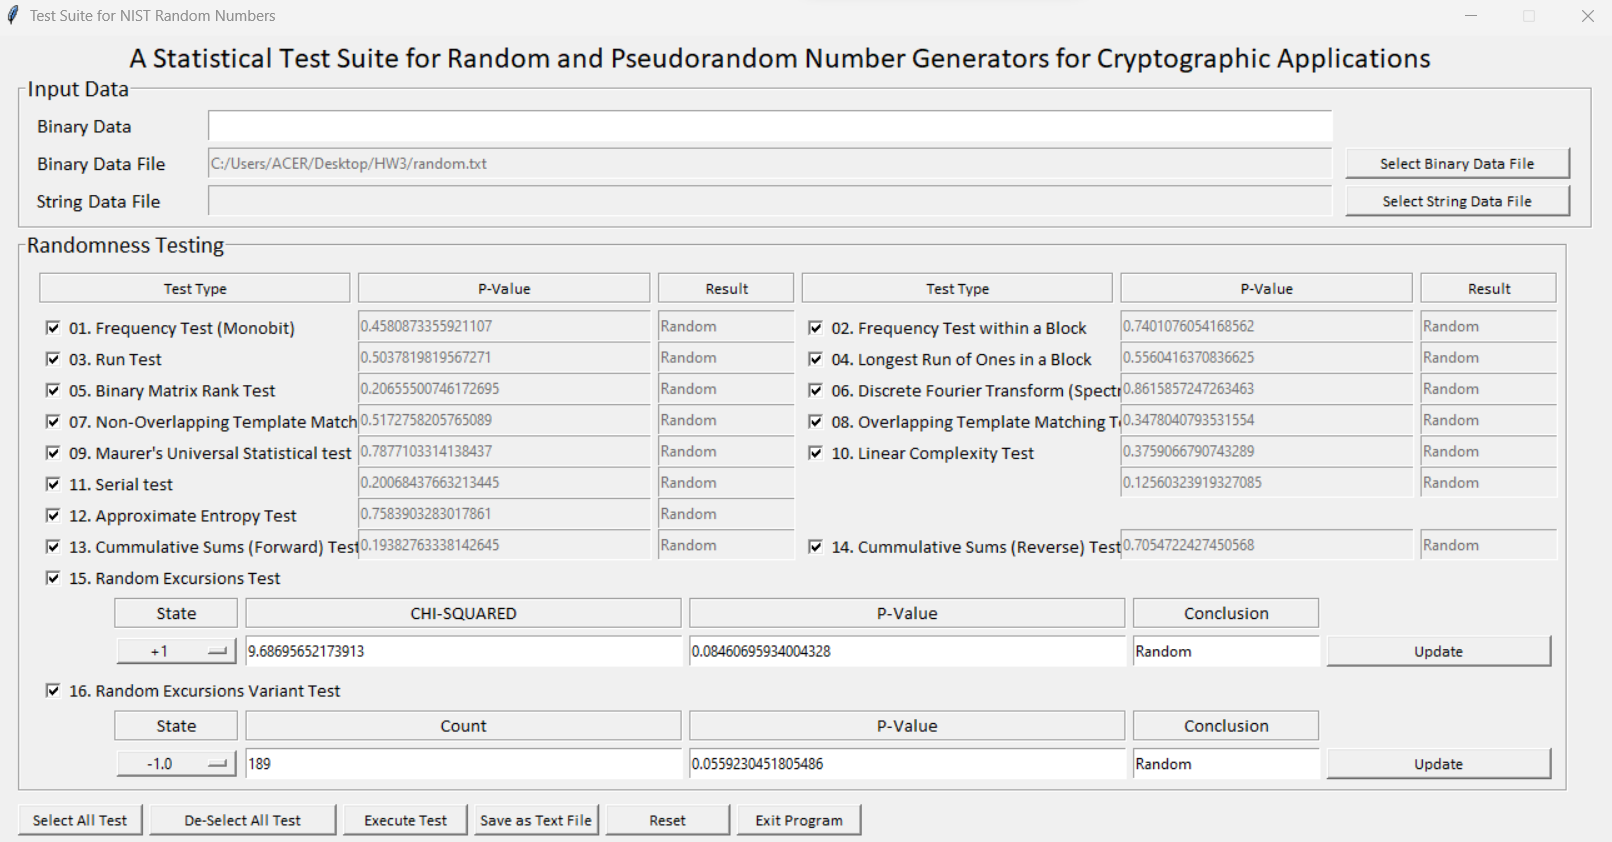 Test Suite for NIST Random Numbers
A Statistical Test Suite for Random and Pseudorandom Number Generators for Cryptographic Applications
Input Data
Binary Data
Binary Data File C:/Users/ACER/Desktop/HW3/random.txt Select Binary Data File
String Data File Select String Data File
Randomness Testing
Test Type P-Value Result Test Type P-Value Result
01. Frequency Test (Monobit) 0.4580873355921107 Random 02. Frequency Test within a Block 0.7401076054168562 Random
03. Run Test 0.5037819819567271 Random 04. Longest Run of Ones in a Block 0.5560416370836625 Random
05. Binary Matrix Rank Test 0.20655500746172695 Random 06. Discrete Fourier Transform (Spectr 0.8615857247263463 Random
07. Non-Overlapping Template Match 0.5172758205765089 Random 08. Overlapping Template Matching T 0.3478040793531554 Random
09. Maurer's Universal Statistical test 0.7877103314138437 Random 10. Linear Complexity Test 0.3759066790743289 Random
11. Serial test 0.20068437663213445 Random 0.12560323919327085 Random
12. Approximate Entropy Test 0.7583903283017861 Random
13. Cummulative Sums (Forward) Test 0.19382763338142645 Random 14. Cummulative Sums (Reverse) Test 0.7054722427450568 Random
15. Random Excursions Test
State CHI-SQUARED P-Value Conclusion
+1 9.68695652173913 0.08460695934004328 Random Update
16. Random Excursions Variant Test
State Count P-Value Conclusion
-1.0 189 0.0559230451805486 Random Update
Select All Test De-Select All Test Execute Test Save as Text File Reset Exit Program